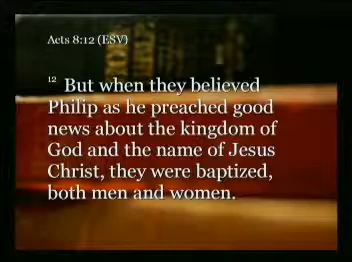 Acts 8:12 (ESV)
12 But when they believed
Philip as he preached good
news about the kingdom of
God and the name of Jesus
Christ, they were baptized,
both men and women.